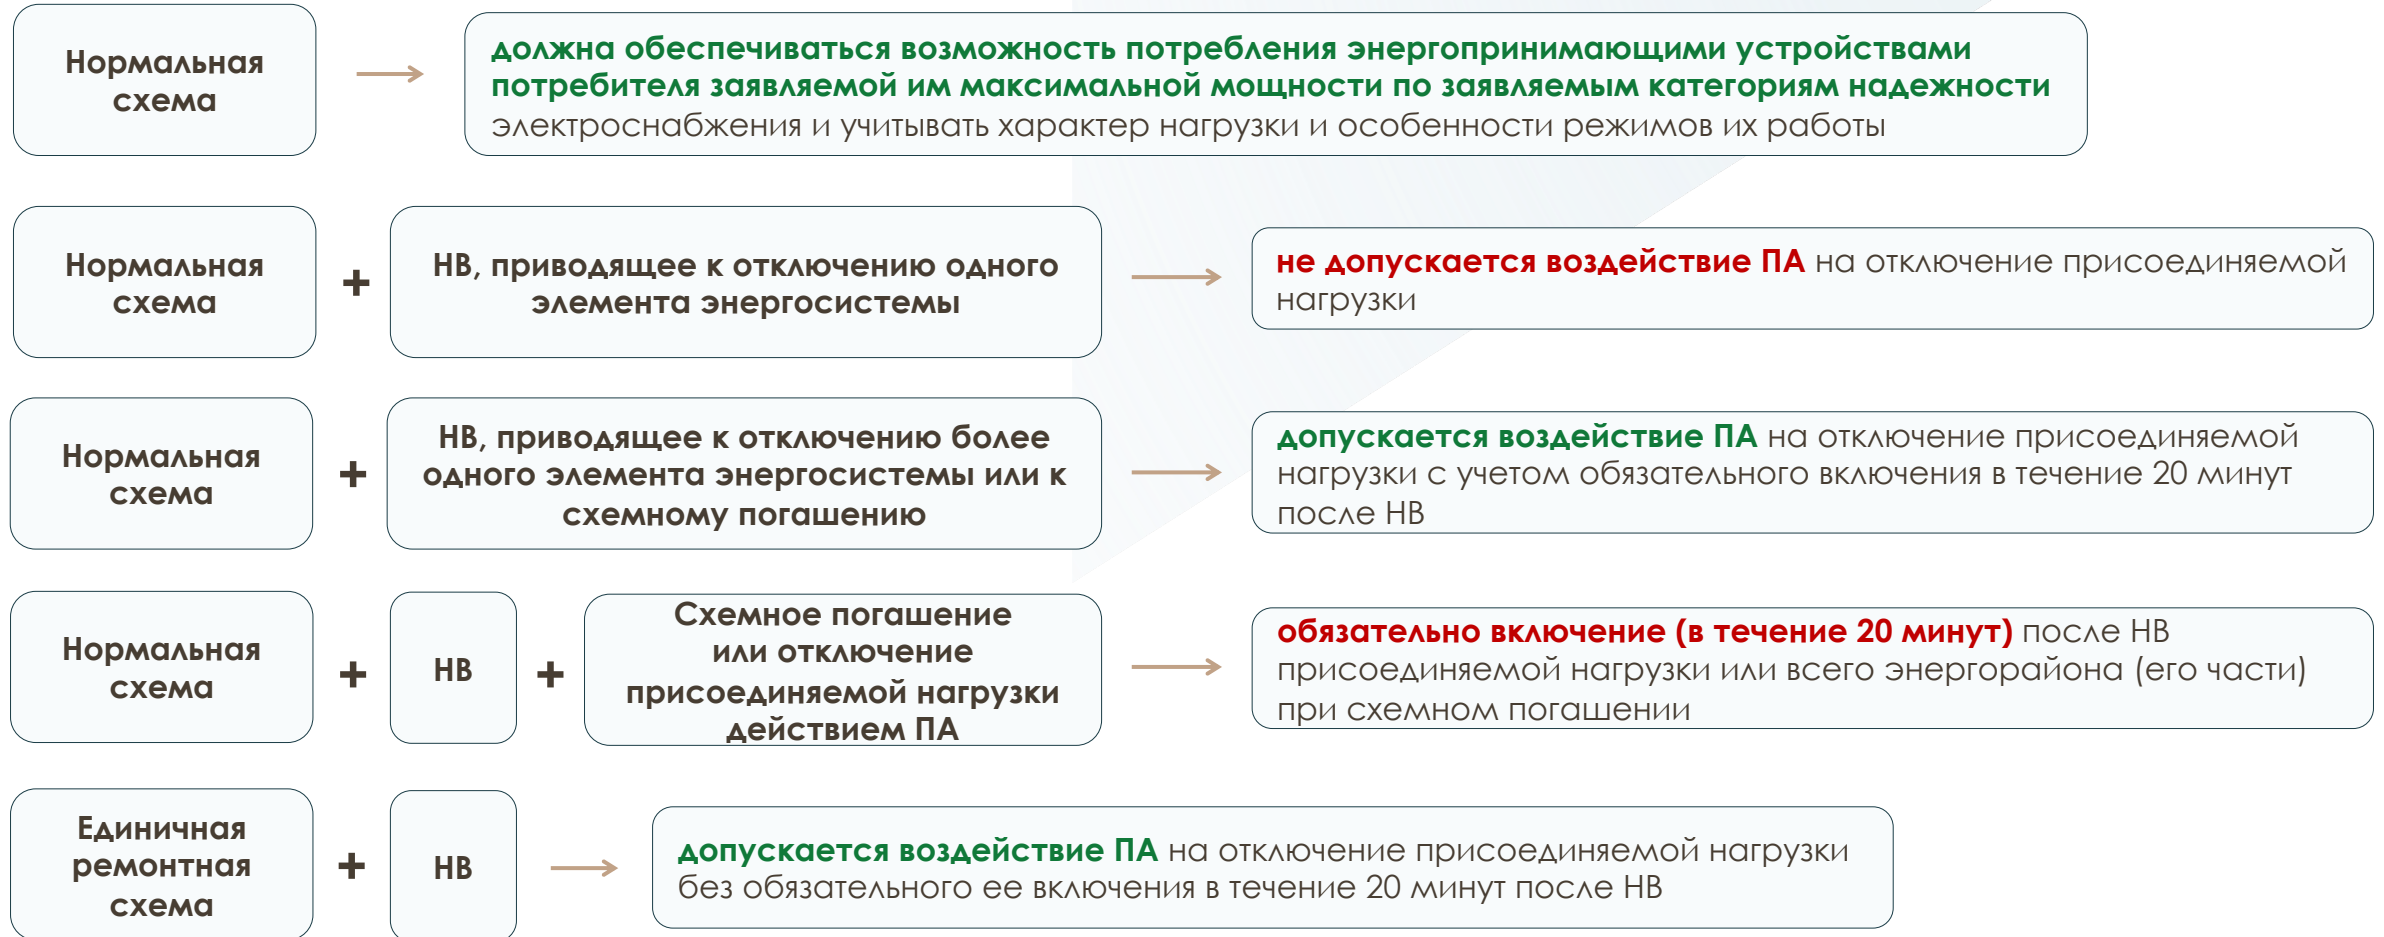 Нормальная
схема
должна обеспечиваться возможность потребления энергопринимающими устройствами
потребителя заявляемой им максимальной мощности по заявляемым категориям надежности
электроснабжения и учитывать характер нагрузки и особенности режимов их работы
Нормальная
схема
+
НВ, приводящее к отключению одного
элемента энергосистемы
не допускается воздействие ПА на отключение присоединяемой
нагрузки
Нормальная
схема
+
НВ, приводящее к отключению более
одного элемента энергосистемы или к
схемному погашению
допускается воздействие ПА на отключение присоединяемой
нагрузки с учетом обязательного включения в течение 20 минут
после НВ
Нормальная
схема
+
НВ
+
Схемное погашение
или отключение
присоединяемой нагрузки
действием ПА
обязательно включение (в течение 20 минут) после НВ
присоединяемой нагрузки или всего энергорайона (его части)
при схемном погашении
Единичная
ремонтная
схема
+
НВ
допускается воздействие ПА на отключение присоединяемой нагрузки
без обязательного ее включения в течение 20 минут после НВ